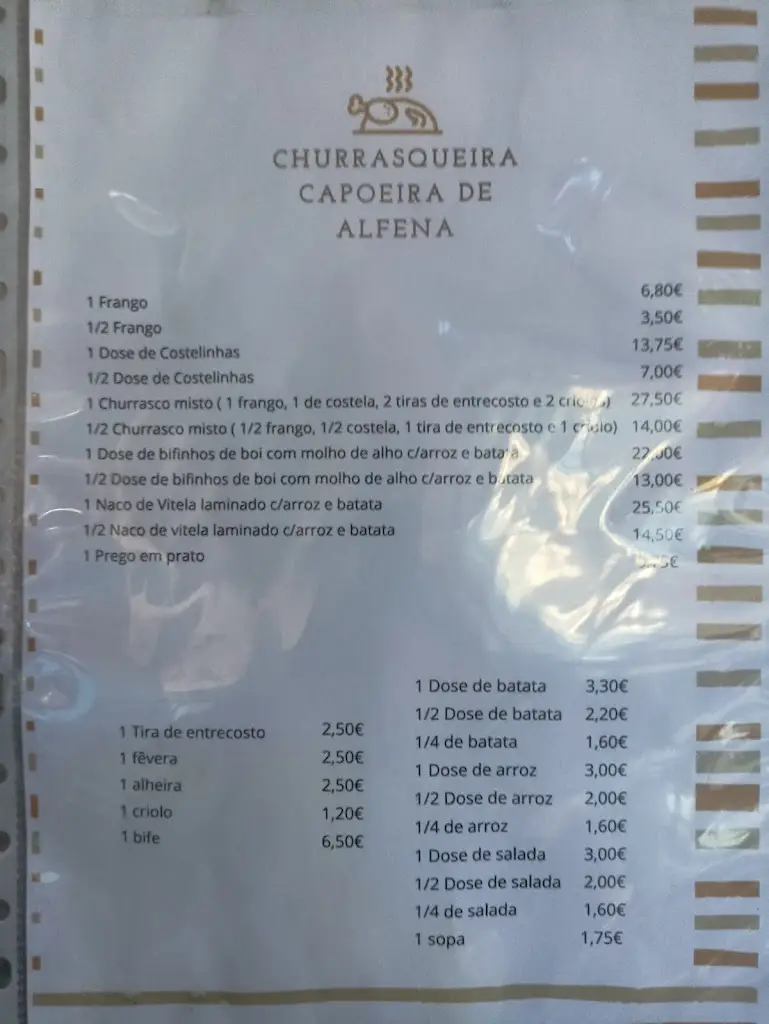 CHURRASQUEIRA
CAPOEIRA DE
ALFENA
1 Frango 6,80€
1/2 Frango 3,50€
1 Dose de Costelinhas 13,75€
1/2 Dose de Costelinhas 7,00€
1 Churrasco misto ( 1 frango, 1 de costela, 2 tiras de entrecosto e 2 criolos) 27,50€
1/2 Churrasco misto ( 1/2 frango, 1/2 costela, 1 tira de entrecosto e 1 criolo) 14,00€
1 Dose de bifinhos de boi com molho de alho c/arroz e batata 22,00€
1/2 Dose de bifinhos de boi com molho de alho c/arroz e batata 13,00€
1 Naco de Vitela laminado c/arroz e batata 25,50€
1/2 Naco de vitela laminado c/arroz e batata 14,50€
1 Prego em prato
1 Tira de entrecosto 2,50€
1 fêvera 2,50€
1 alheira 2,50€
1 criolo 1,20€
1 bife 6,50€
1 Dose de batata 3,30€
1/2 Dose de batata 2,20€
1/4 de batata 1,60€
1 Dose de arroz 3,00€
1/2 Dose de arroz 2,00€
1/4 de arroz 1,60€
1 Dose de salada 3,00€
1/2 Dose de salada 2,00€
1/4 de salada 1,60€
1 sopa 1,75€